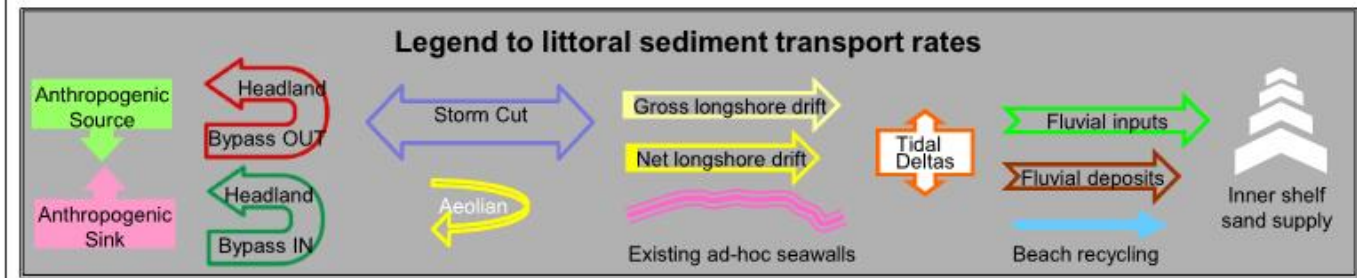 Legend to littoral sediment transport rates
Anthropogenic
Source
Anthropogenic
Sink
Headland
Bypass OUT
Headland
Bypass IN
Storm Cut
Aeolian
Gross longshore drift
Net longshore drift
Existing ad-hoc seawalls
Tidal
Deltas
Fluvial inputs
Fluvial deposits
Beach recycling
Inner shelf
sand supply